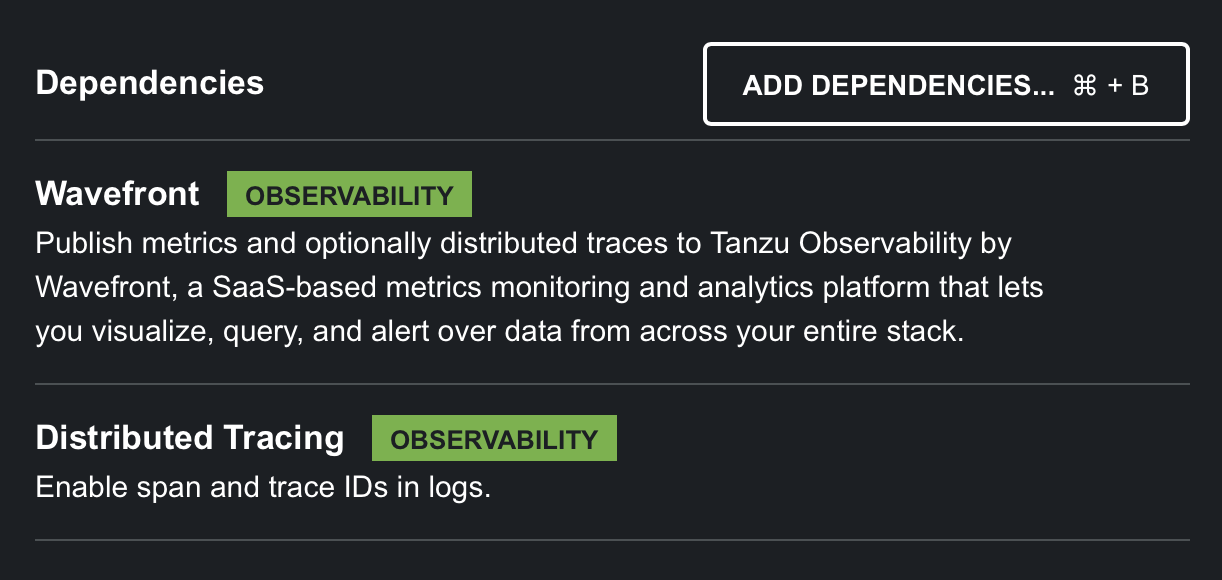 Dependencies
ADD DEPENDENCIES... ⌘ + B
Wavefront OBSERVABILITY
Publish metrics and optionally distributed traces to Tanzu Observability by
Wavefront, a SaaS-based metrics monitoring and analytics platform that lets
you visualize, query, and alert over data from across your entire stack.
Distributed Tracing OBSERVABILITY
Enable span and trace IDs in logs.